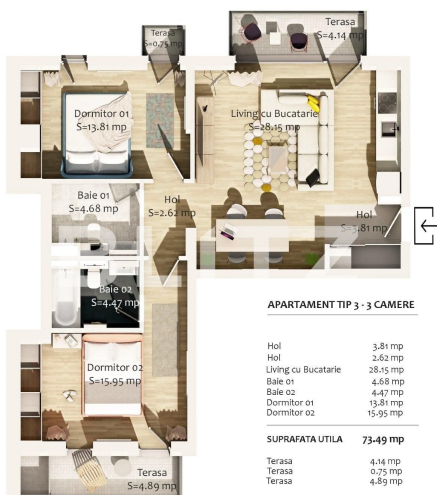 Terasa
S=0.75 mp
Terasa
S=4.14 mp
Dormitor 01
S=13.81 mp
Living cu Bucatarie
S=28.15 mp
Baie 01
S=4.68 mp
Hol
S=2.62 mp
Hol
S=3.81 mp
BLITZ
Baie 02
S=4.47 mp
Dormitor 02
S=15.95 mp
Terasa
S=4.89 mp
APARTAMENT TIP 3 - 3 CAMERE
Hol 3.81 mp
Hol 2.62 mp
Living cu Bucatarie 28.15 mp
Baie 01 4.68 mp
Baie 02 4.47 mp
Dormitor 01 13.81 mp
Dormitor 02 15.95 mp
SUPRAFATA UTILA 73.49 mp
Terasa 4.14 mp
Terasa 0.75 mp
Terasa 4.89 mp